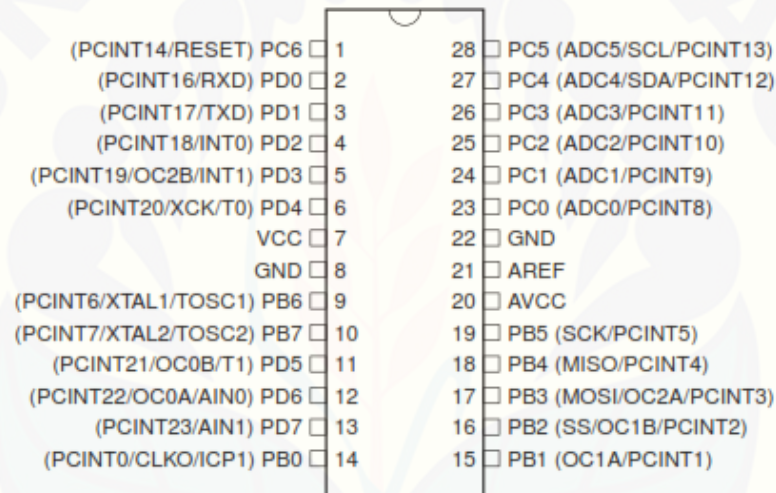 (PCINT14/RESET) PC6 1 28 PC5 (ADC5/SCL/PCINT13)
(PCINT16/RXD) PD0 2 27 PC4 (ADC4/SDA/PCINT12)
(PCINT17/TXD) PD1 3 26 PC3 (ADC3/PCINT11)
(PCINT18/INT0) PD2 4 25 PC2 (ADC2/PCINT10)
(PCINT19/OC2B/INT1) PD3 5 24 PC1 (ADC1/PCINT9)
(PCINT20/XCK/T0) PD4 6 23 PC0 (ADC0/PCINT8)
VCC 7 22 GND
GND 8 21 AREF
(PCINT6/XTAL1/TOSC1) PB6 9 20 AVCC
(PCINT7/XTAL2/TOSC2) PB7 10 19 PB5 (SCK/PCINT5)
(PCINT21/OC0B/T1) PD5 11 18 PB4 (MISO/PCINT4)
(PCINT22/OC0A/AIN0) PD6 12 17 PB3 (MOSI/OC2A/PCINT3)
(PCINT23/AIN1) PD7 13 16 PB2 (SS/OC1B/PCINT2)
(PCINT0/CLKO/ICP1) PB0 14 15 PB1 (OC1A/PCINT1)